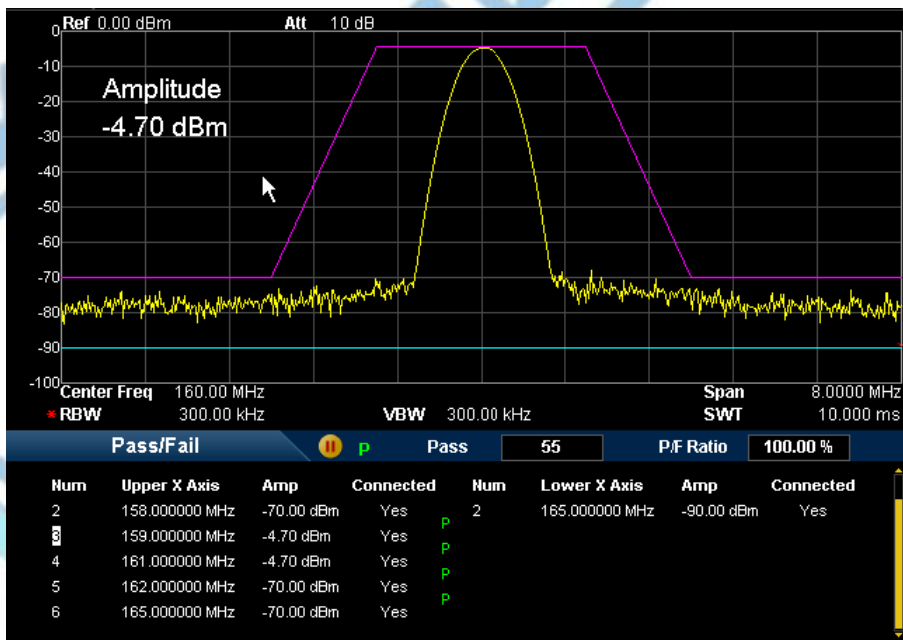 Ref 0.00 dBm Att 10 dB
0
-10
-20
-30
-40
-50
-60
-70
-80
-90
-100
Amplitude
-4.70 dBm
Center Freq 160.00 MHz Span 8.0000 MHz
* RBW 300.00 kHz VBW 300.00 kHz SWT 10.000 ms
Pass/Fail P Pass 55 P/F Ratio 100.00 %
Num Upper X Axis Amp Connected Num Lower X Axis Amp Connected
2 158.000000 MHz -70.00 dBm Yes 2 165.000000 MHz -90.00 dBm Yes
P
3 159.000000 MHz -4.70 dBm Yes
P
4 161.000000 MHz -4.70 dBm Yes
P
5 162.000000 MHz -70.00 dBm Yes
P
6 165.000000 MHz -70.00 dBm Yes